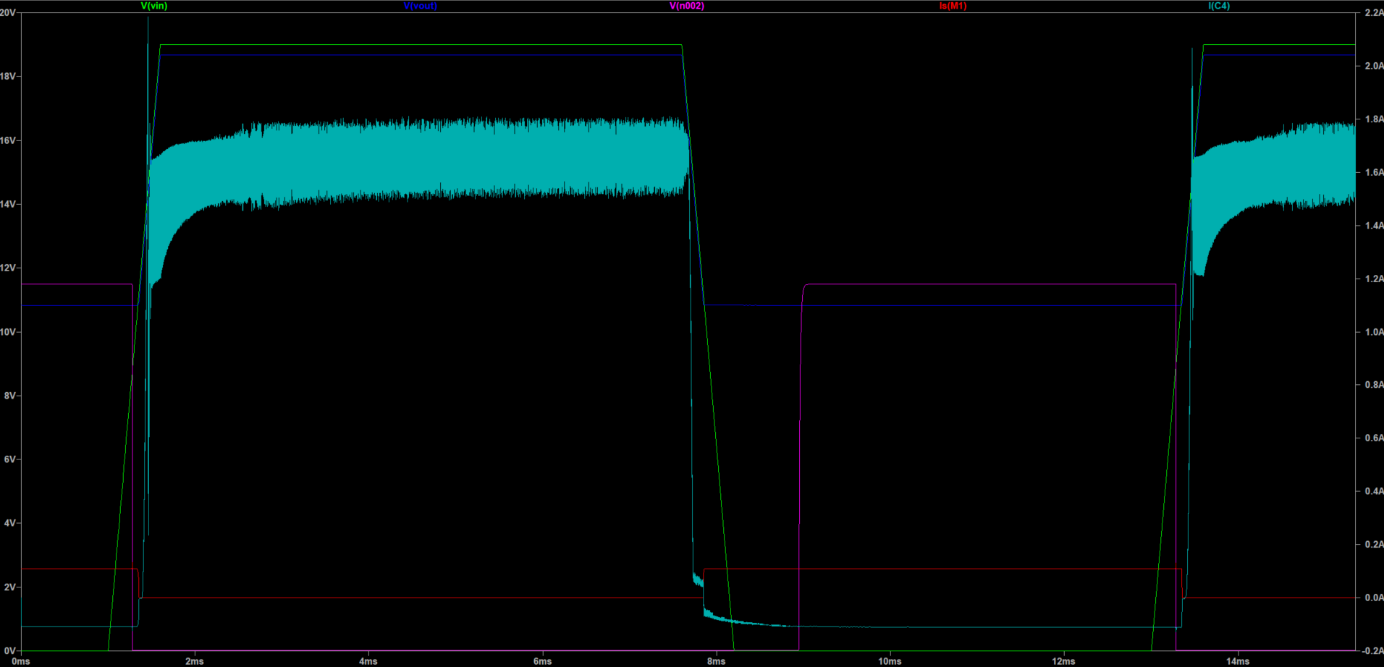 V(vin) V(vout) V(n002) Is(M1) I(C4)
20V 2.2A
18V 2.0A
16V 1.8A
14V 1.6A
1.4A
12V 1.2A
10V 1.0A
8V 0.8A
6V 0.6A
0.4A
4V 0.2A
2V 0.0A
0V -0.2A
0ms 2ms 4ms 6ms 8ms 10ms 12ms 14ms